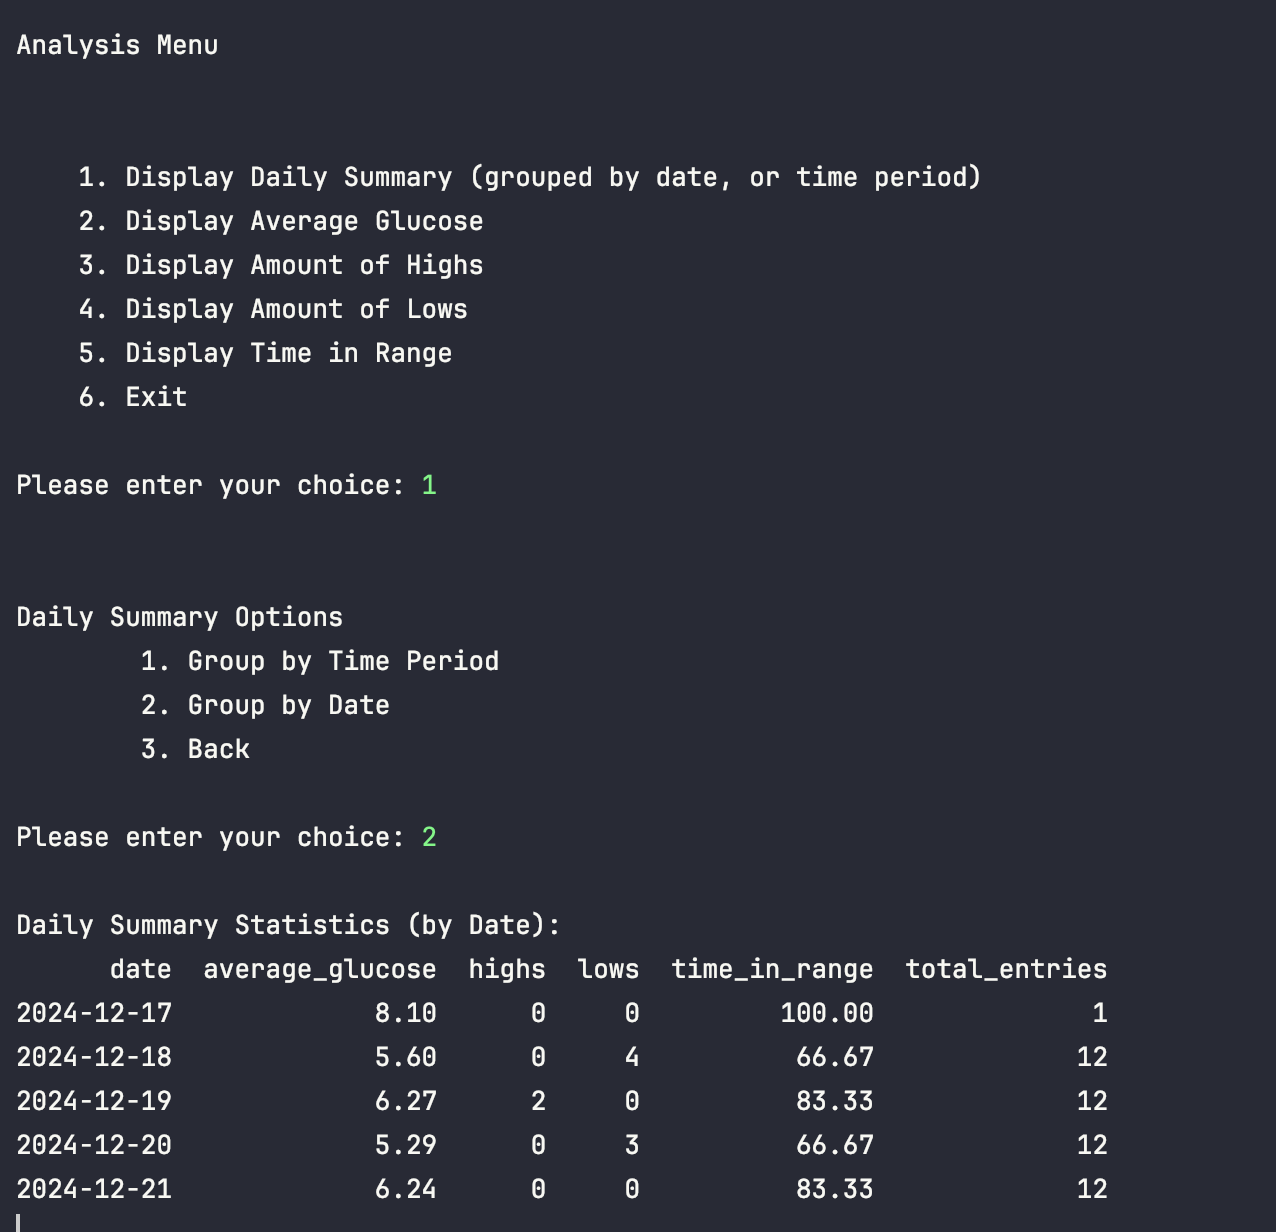 Analysis Menu
1. Display Daily Summary (grouped by date, or time period)
2. Display Average Glucose
3. Display Amount of Highs
4. Display Amount of Lows
5. Display Time in Range
6. Exit
Please enter your choice: 1
Daily Summary Options
1. Group by Time Period
2. Group by Date
3. Back
Please enter your choice: 2
Daily Summary Statistics (by Date):
date average_glucose highs lows time_in_range total_entries
2024-12-17 8.10 0 0 100.00 1
2024-12-18 5.60 0 4 66.67 12
2024-12-19 6.27 2 0 83.33 12
2024-12-20 5.29 0 3 66.67 12
2024-12-21 6.24 0 0 83.33 12